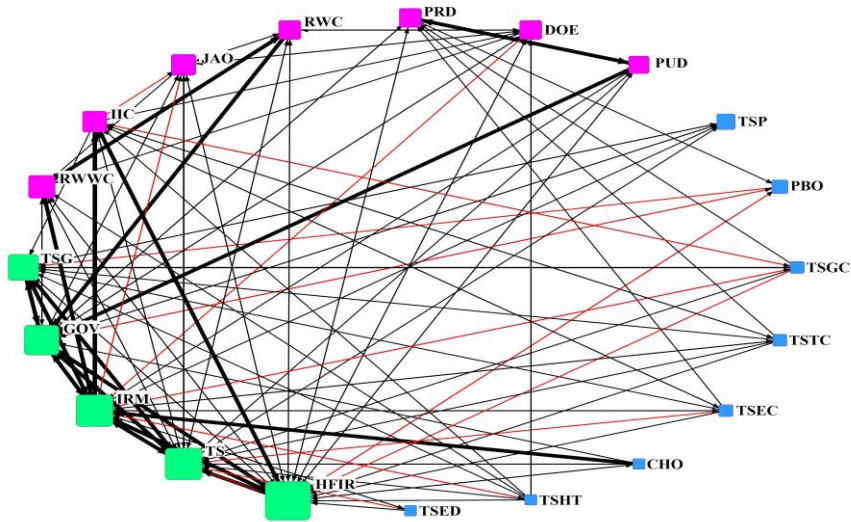 PRD
RWC
DOE
JAO
PUD
IIC
TSP
RWWC
PBO
TSG
TSGC
GOV
TSTC
IRM
TSEC
TS
CHO
HFIR
TSHT
TSED